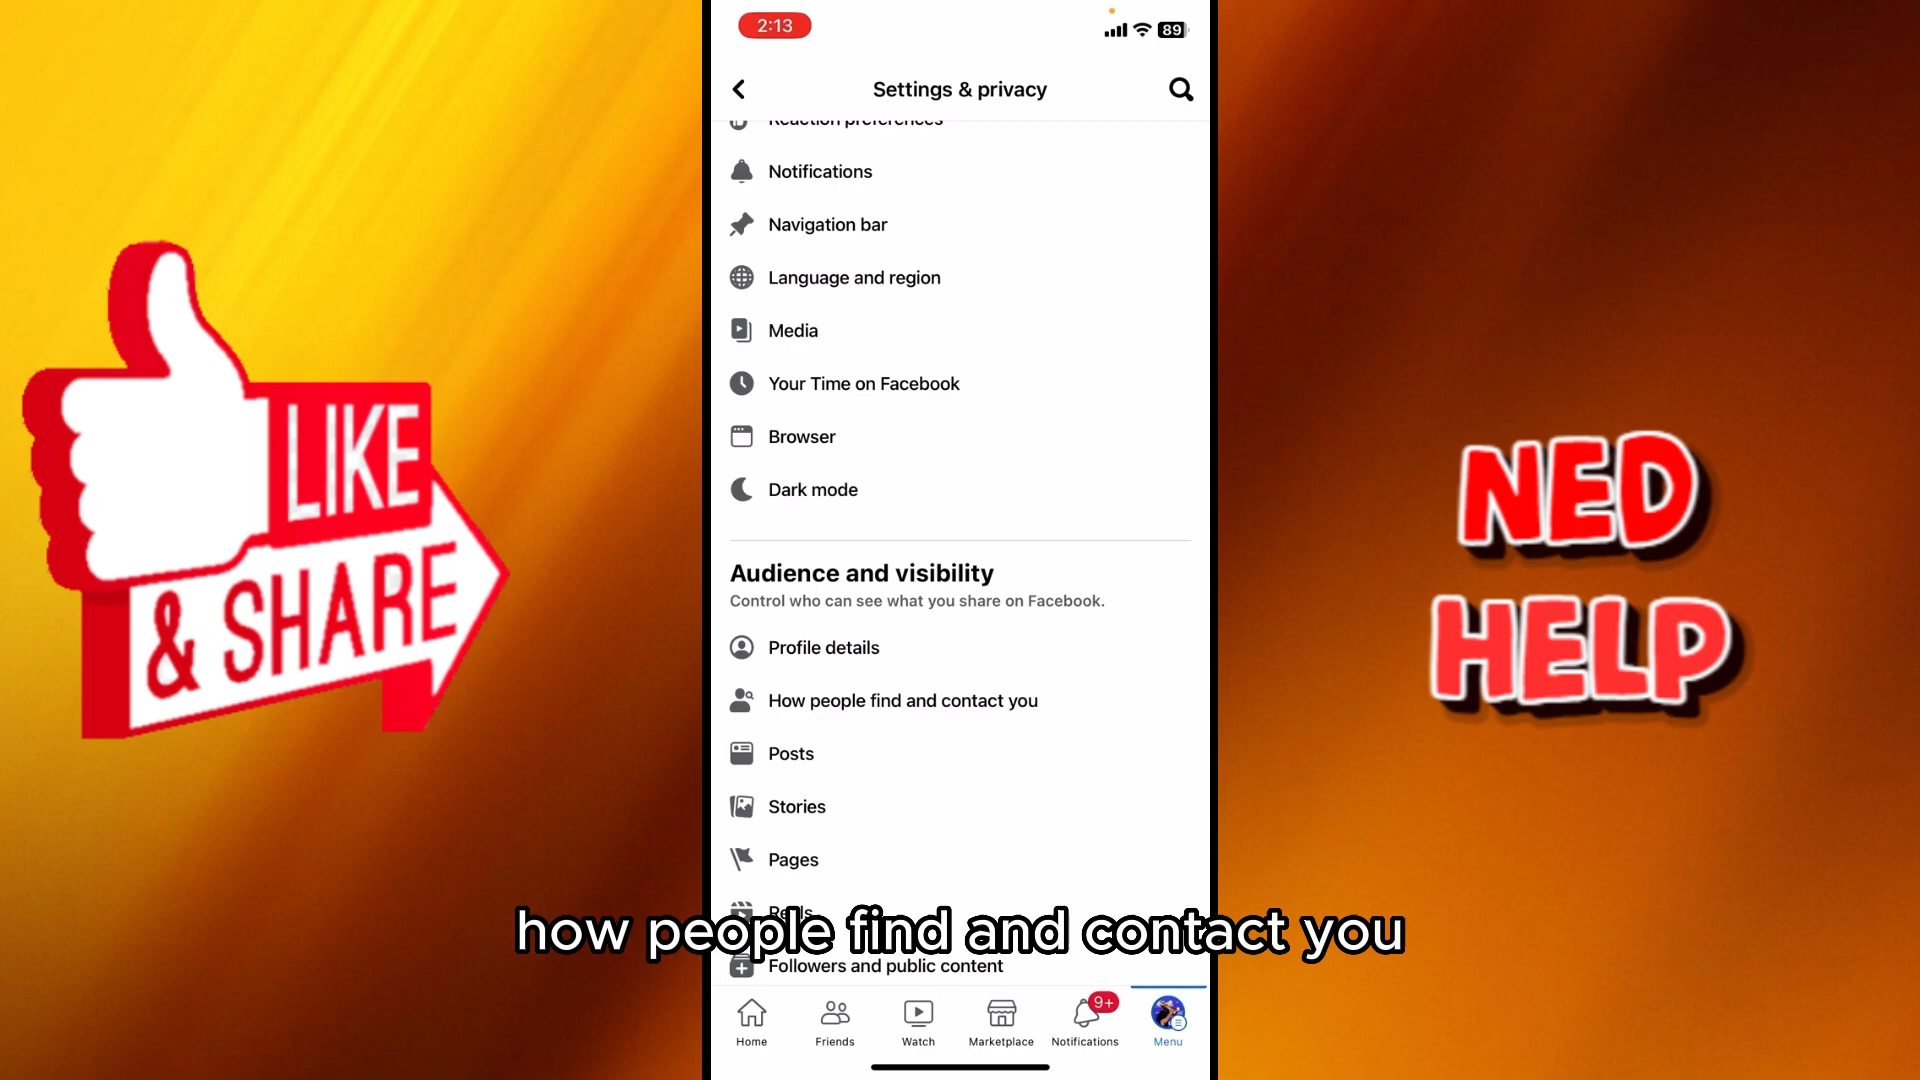 2:13
89
Settings & privacy
Reaction preferences
Notifications
Navigation bar
Language and region
Media
Your Time on Facebook
Browser
Dark mode
Audience and visibility
Control who can see what you share on Facebook.
Profile details
How people find and contact you
Posts
Stories
Pages
Reels
how people find and contact you
Followers and public content
9+
Home
Friends
Watch
Marketplace
Notifications
Menu
LIKE
& SHARE
NED
HELP